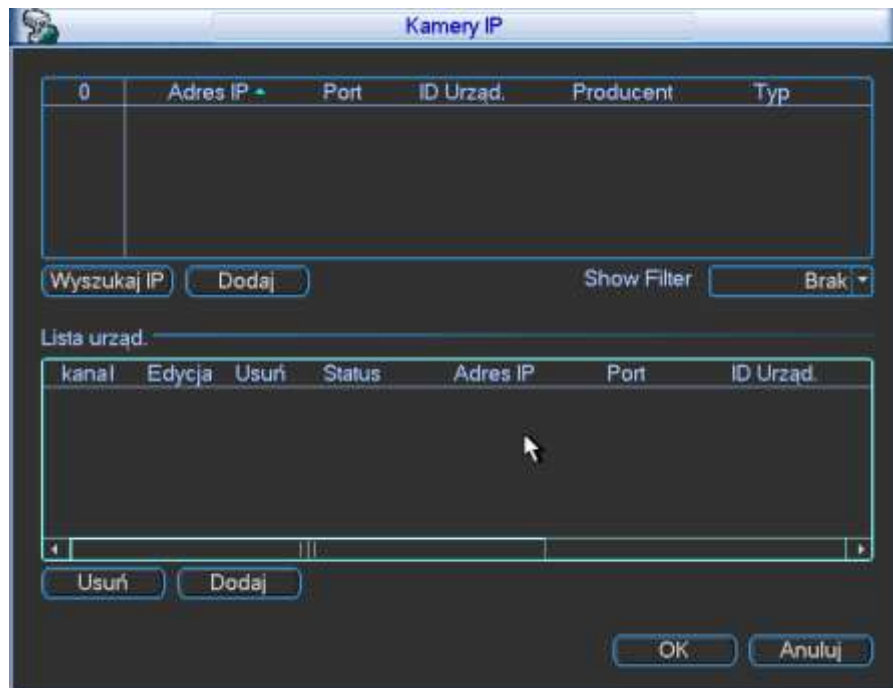 Kamery IP
0 Adres IP Port ID Urząd. Producent Typ
Wyszukaj IP Dodaj Show Filter Brak
Lista urząd.
kanał Edycja Usuń Status Adres IP Port ID Urząd.
Usuń Dodaj
OK Anuluj